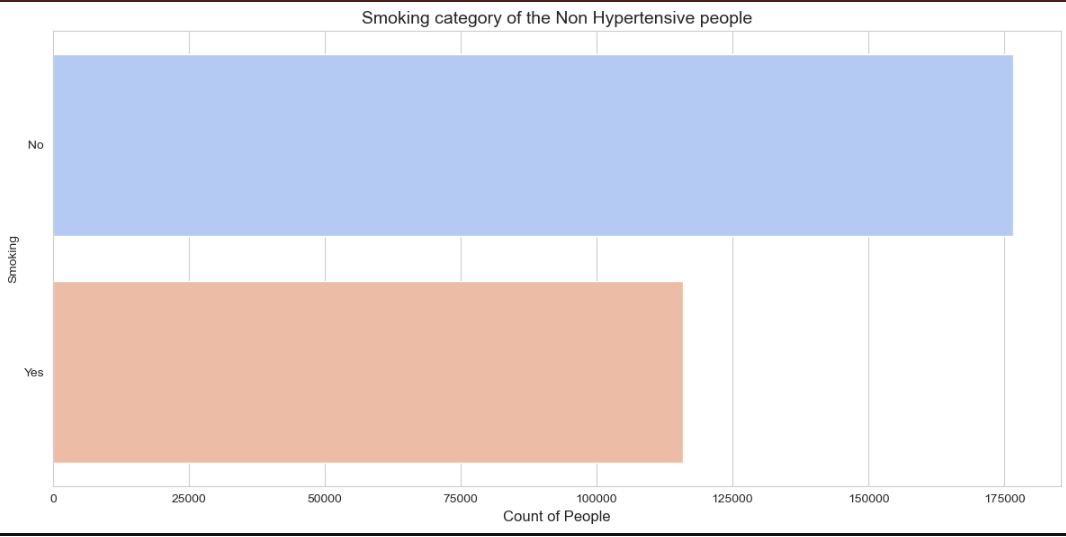 Smoking category of the Non Hypertensive people
No
Smoking
Yes
0 25000 50000 75000 100000 125000 150000 175000
Count of People